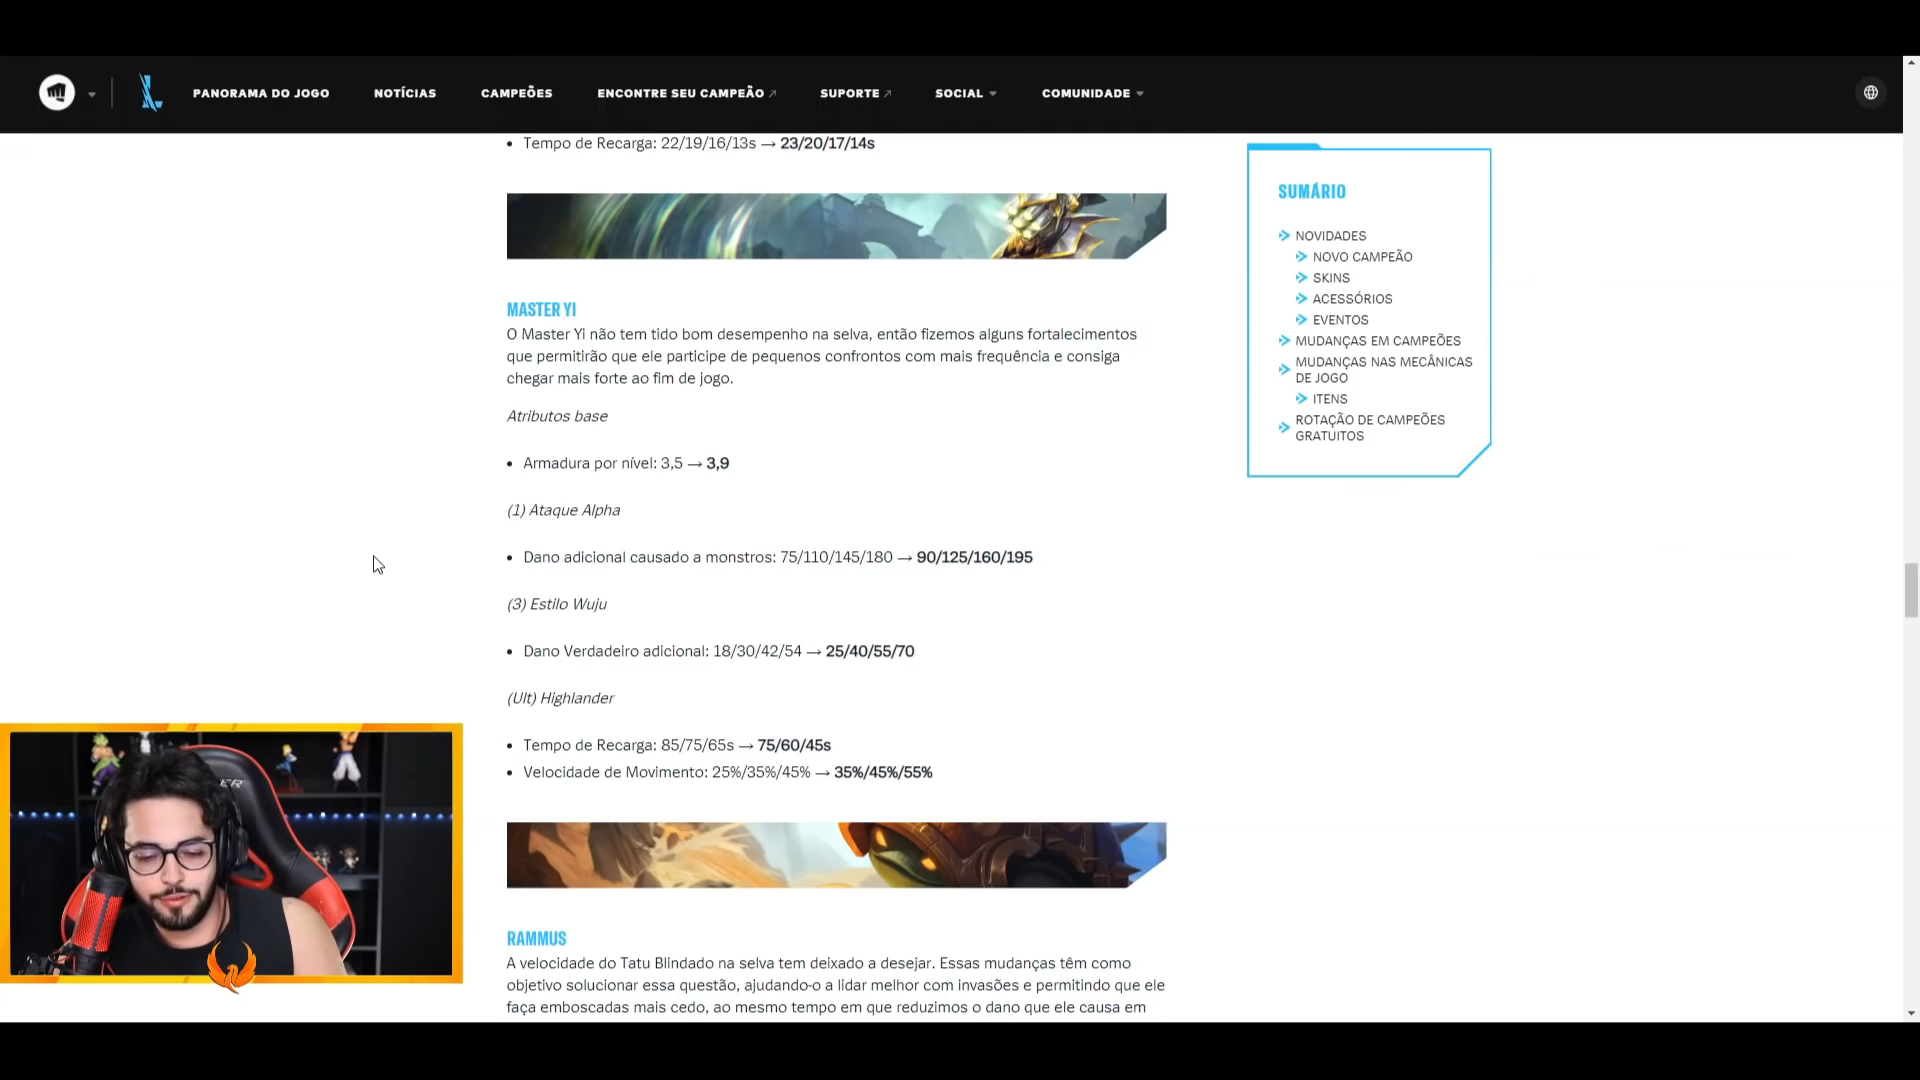 PANORAMA DO JOGO NOTÍCIAS CAMPEÕES ENCONTRE SEU CAMPEÃO SUPORTE SOCIAL COMUNIDADE
• Tempo de Recarga: 22/19/16/13s → 23/20/17/14s
MASTER YI
O Master Yi não tem tido bom desempenho na selva, então fizemos alguns fortalecimentos
que permitirão que ele participe de pequenos confrontos com mais frequência e consiga
chegar mais forte ao fim de jogo.
Atributos base
• Armadura por nível: 3,5 → 3,9
(1) Ataque Alpha
• Dano adicional causado a monstros: 75/110/145/180 → 90/125/160/195
(3) Estilo Wuju
• Dano Verdadeiro adicional: 18/30/42/54 → 25/40/55/70
(Ult) Highlander
• Tempo de Recarga: 85/75/65s → 75/60/45s
• Velocidade de Movimento: 25%/35%/45% → 35%/45%/55%
RAMMUS
A velocidade do Tatu Blindado na selva tem deixado a desejar. Essas mudanças têm como
objetivo solucionar essa questão, ajudando-o a lidar melhor com invasões e permitindo que ele
faça emboscadas mais cedo, ao mesmo tempo em que reduzimos o dano que ele causa em
SUMÁRIO
NOVIDADES
NOVO CAMPEÃO
SKINS
ACESSÓRIOS
EVENTOS
MUDANÇAS EM CAMPEÕES
MUDANÇAS NAS MECÂNICAS
DE JOGO
ITENS
ROTAÇÃO DE CAMPEÕES
GRATUITOS